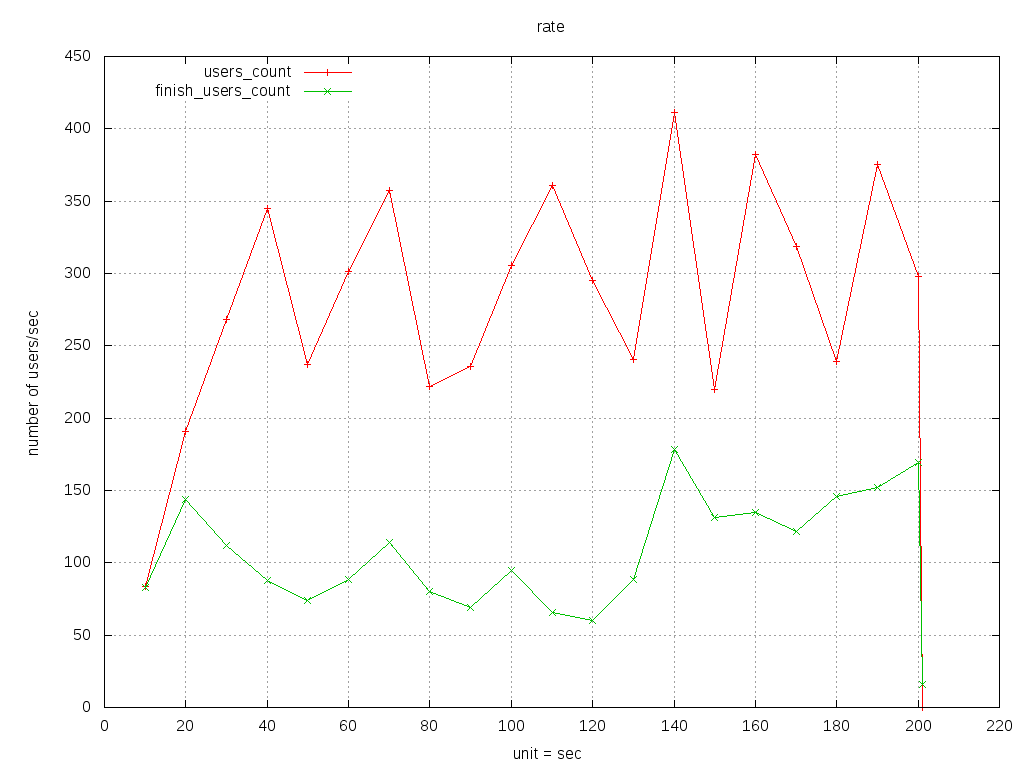 rate
users_count
finish_users_count
450
400
350
300
250
200
150
100
50
0
number of users/sec
0 20 40 60 80 100 120 140 160 180 200 220
unit = sec